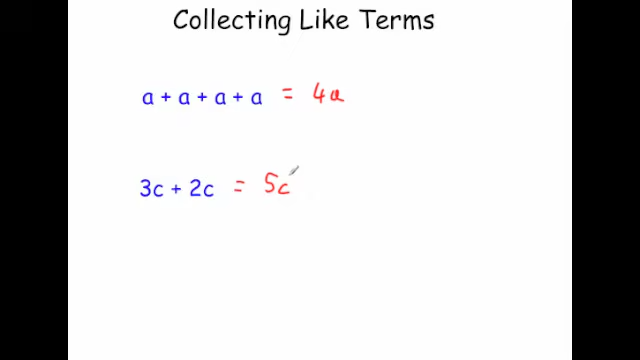 Collecting Like Terms
a + a + a + a = 4a
3c + 2c = 5c